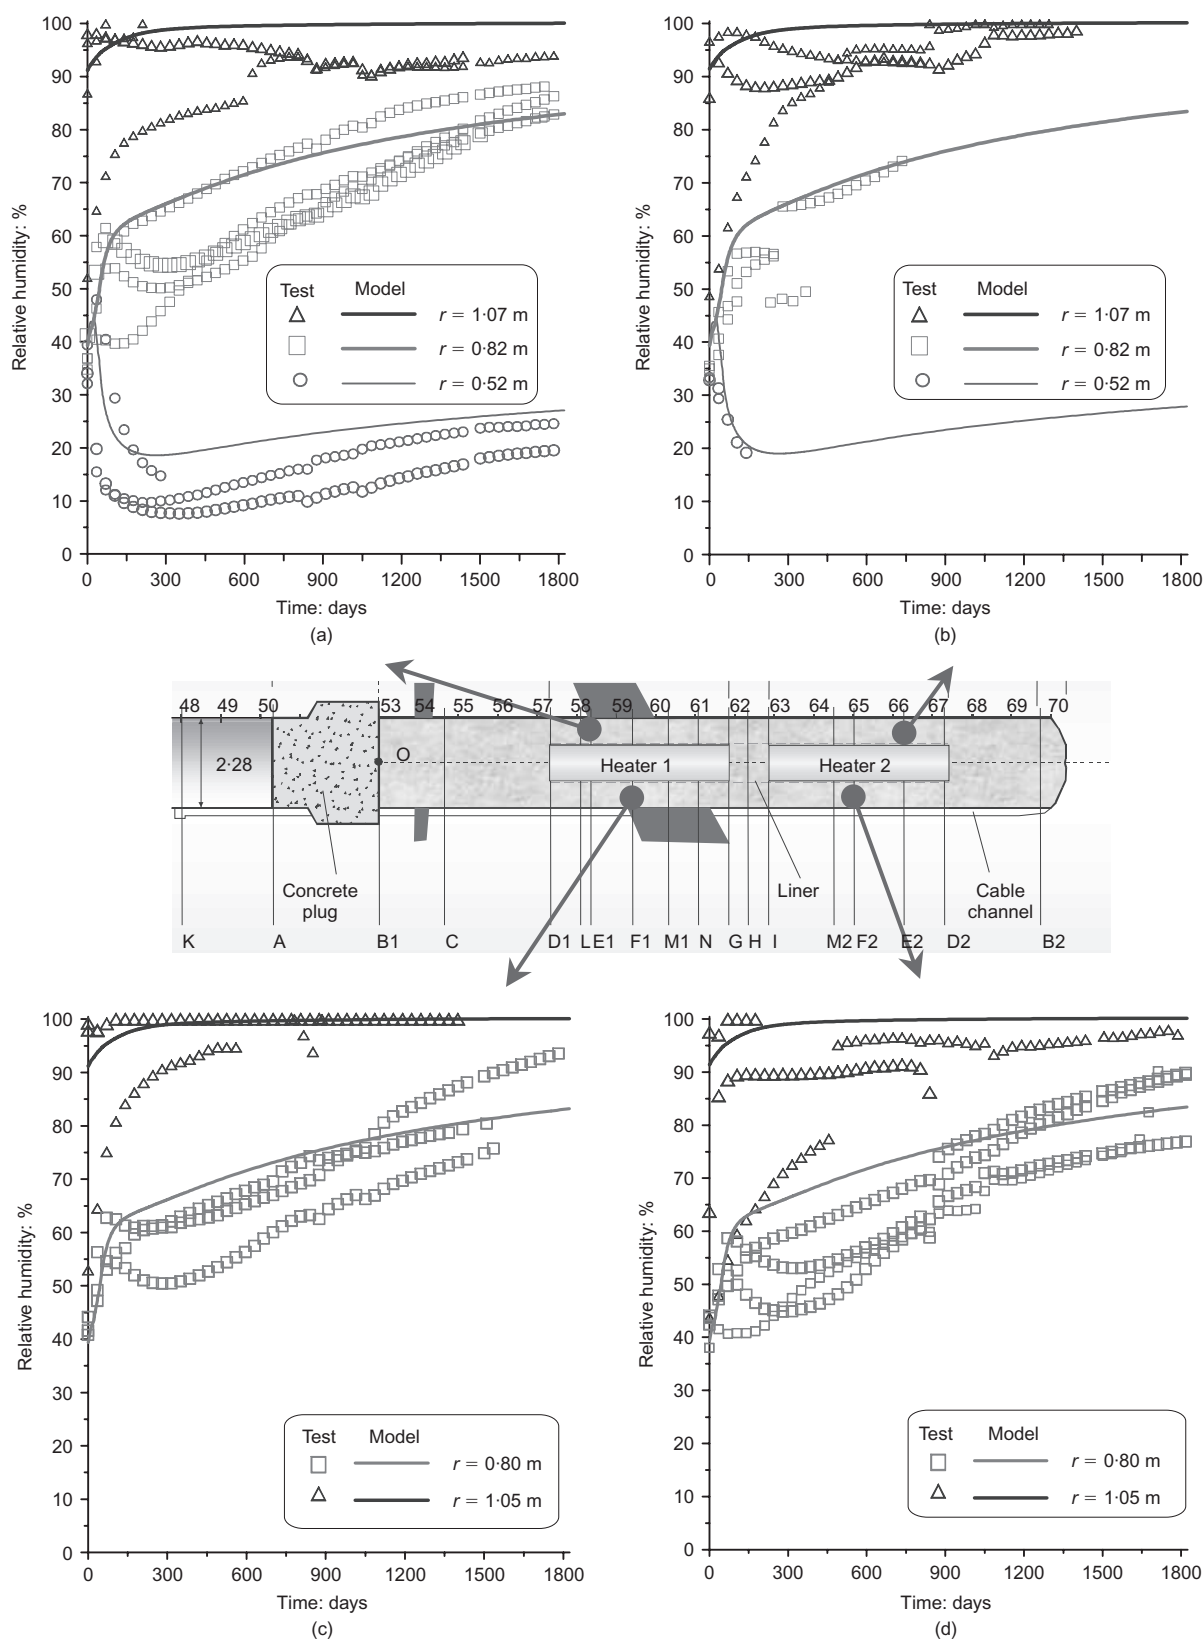 100
90
80
70
60
50
40
30
20
10
0
Relative humidity: %
Test Model
r = 1·07 m
r = 0·82 m
r = 0·52 m
0 300 600 900 1200 1500 1800
Time: days
(a)
100
90
80
70
60
50
40
30
20
10
0
Relative humidity: %
Test Model
r = 1·07 m
r = 0·82 m
r = 0·52 m
0 300 600 900 1200 1500 1800
Time: days
(b)
48 49 50 53 54 55 56 57 58 59 60 61 62 63 64 65 66 67 68 69 70
2·28
O
Heater 1
Heater 2
Concrete
plug
Liner
Cable
channel
K A B1 C D1 L E1 F1 M1 N G H I M2 F2 E2 D2 B2
100
90
80
70
60
50
40
30
20
10
0
Relative humidity: %
Test Model
r = 0·80 m
r = 1·05 m
0 300 600 900 1200 1500 1800
Time: days
(c)
100
90
80
70
60
50
40
30
20
10
0
Relative humidity: %
Test Model
r = 0·80 m
r = 1·05 m
0 300 600 900 1200 1500 1800
Time: days
(d)